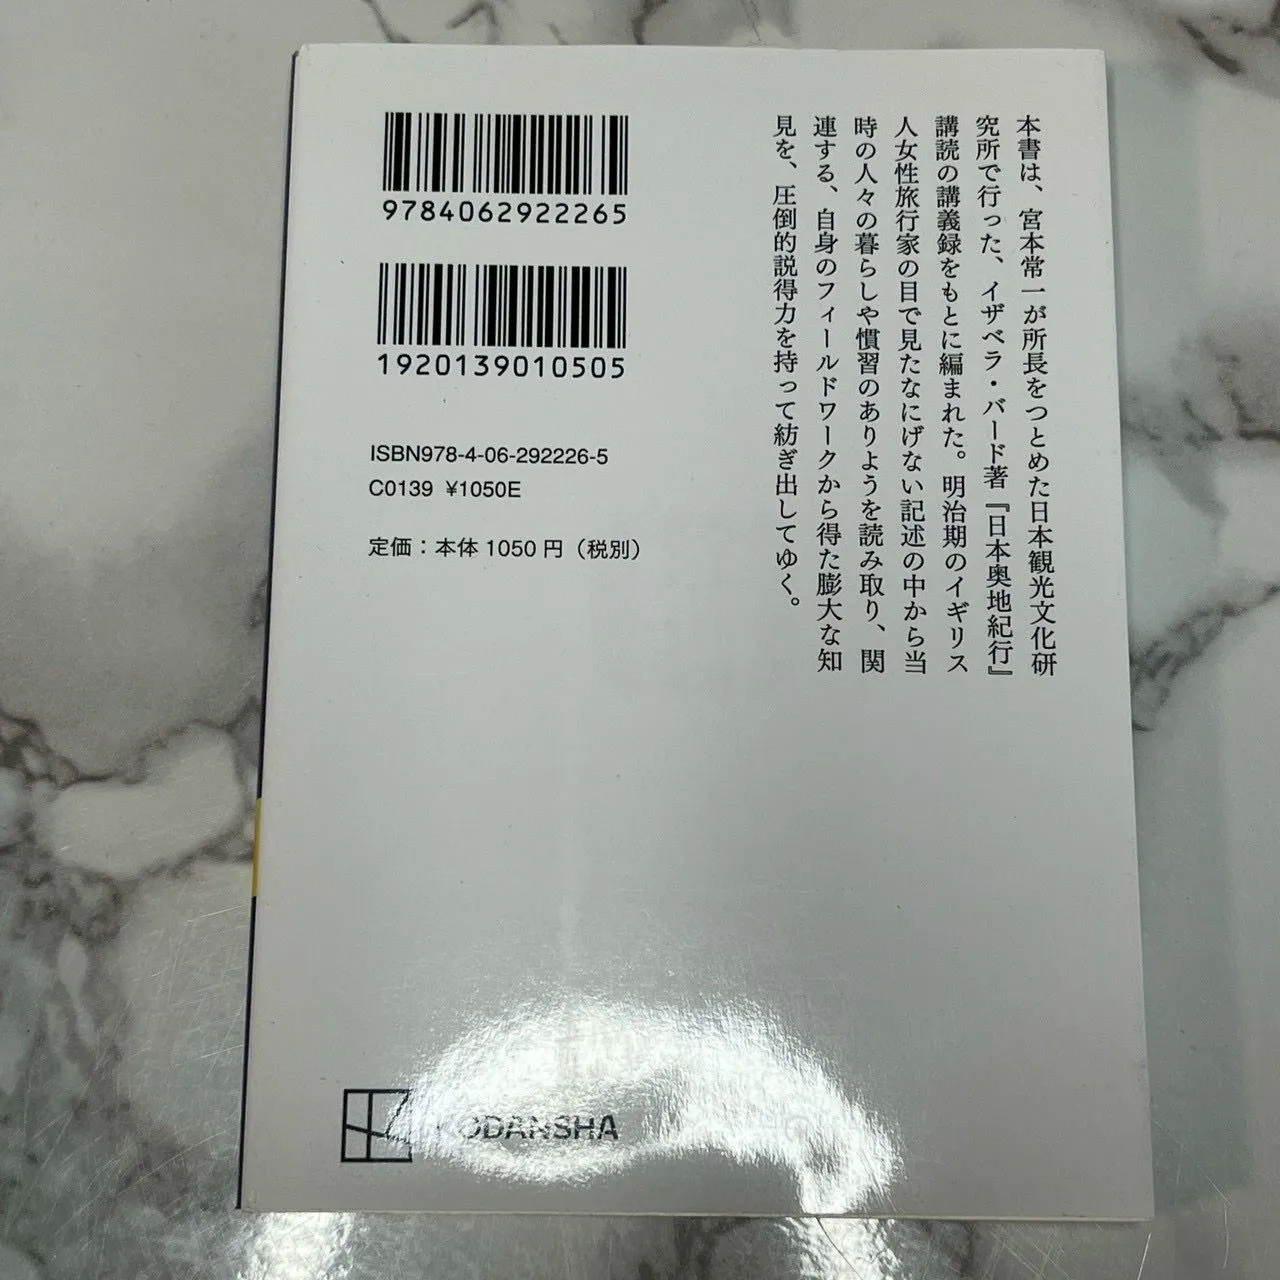 本書は、宮本常一が所長をつとめた日本観光文化研
究所で行った、イザベラ・バード著『日本奥地紀行』
講読の講義録をもとに編まれた。明治期のイギリス
人女性旅行家の目で見たなにげない記述の中から当
時の人々の暮らしや慣習のありようを読み取り、関
連する、自身のフィールドワークから得た膨大な知
見を、圧倒的説得力を持って紡ぎ出してゆく。
9784062922265
1920139010505
ISBN978-4-06-292226-5
C0139 ¥1050E
定価：本体1050円（税別）
KODANSHA